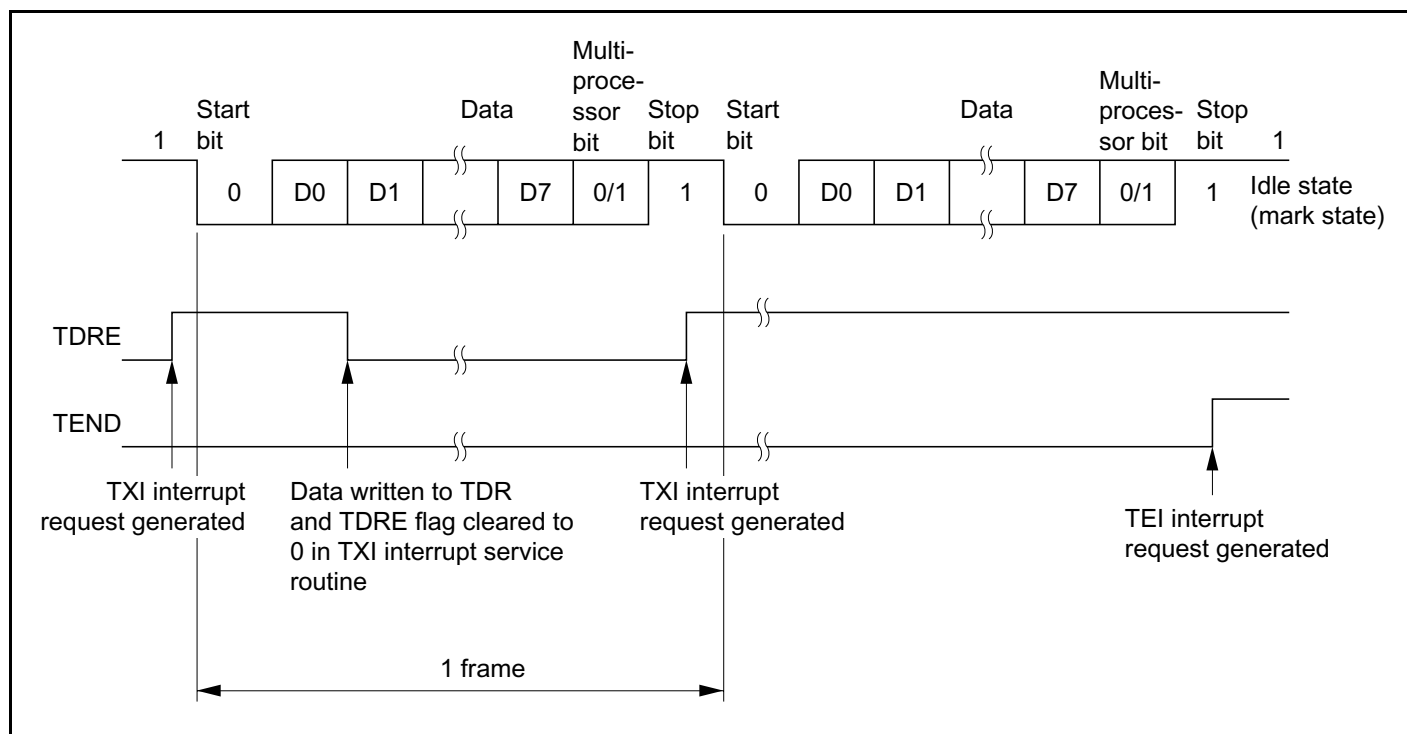 Multi-
proce-
ssor
bit
Start
bit
Data
Stop
bit
Start
bit
Data
Multi-
proces-
sor bit
Stop
bit
1
1
0
D0
D1
D7
0/1
1
0
D0
D1
D7
0/1
1
Idle state
(mark state)
TDRE
TEND
TXI interrupt
request generated
Data written to TDR
and TDRE flag cleared to
0 in TXI interrupt service
routine
TXI interrupt
request generated
TEI interrupt
request generated
1 frame